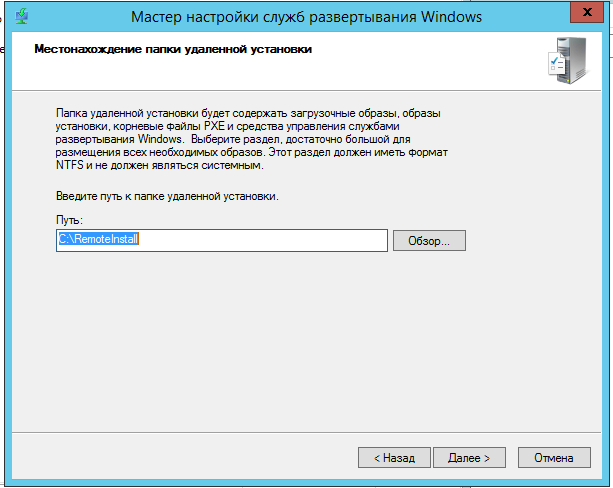 Мастер настройки служб развертывания Windows
x
Местонахождение папки удаленной установки
Папка удаленной установки будет содержать загрузочные образы, образы
установки, корневые файлы PXE и средства управления службами
развертывания Windows. Выберите раздел, достаточно большой для
размещения всех необходимых образов. Этот раздел должен иметь формат
NTFS и не должен являться системным.
Введите путь к папке удаленной установки.
Путь:
C:\RemoteInstall
Обзор...
< Назад
Далее >
Отмена